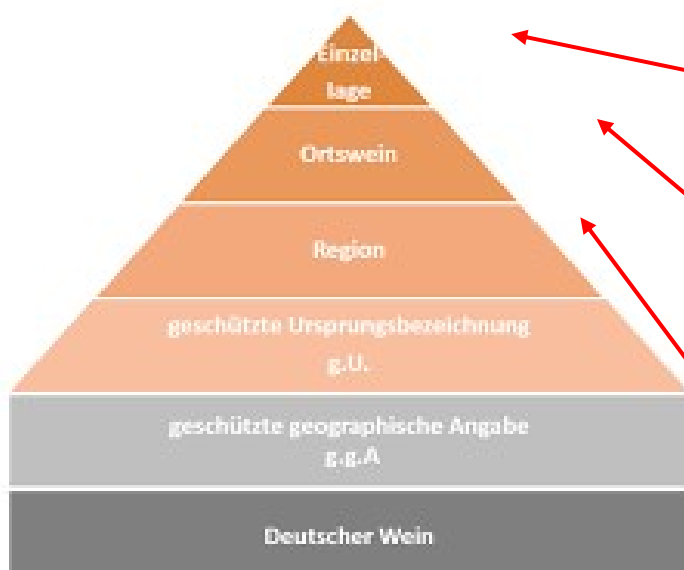 Einzel-
lage
Ortswein
Region
geschützte Ursprungsbezeichnung
g.U.
geschützte geographische Angabe
g.g.A
Deutscher Wein